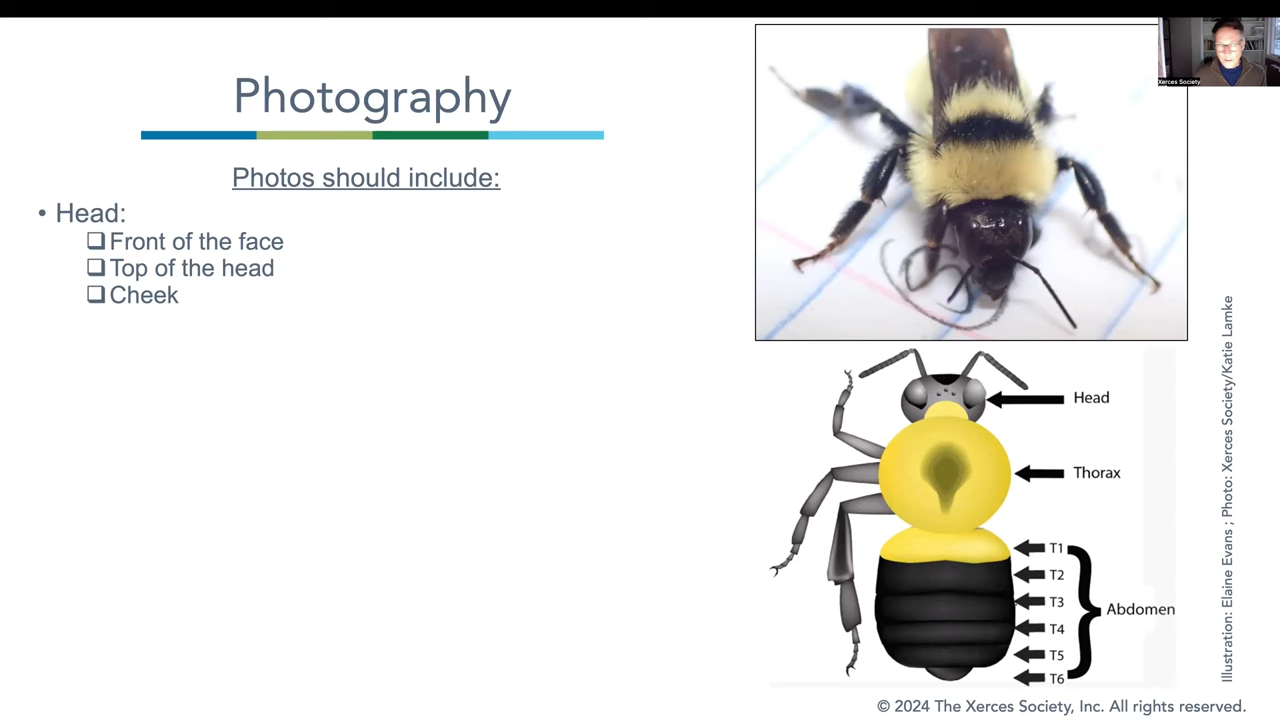 Photography
Photos should include:
• Head:
❑ Front of the face
❑ Top of the head
❑ Cheek
Xerces Society
Head
Thorax
T1
T2
T3
T4
T5
T6
Abdomen
Illustration: Elaine Evans ; Photo: Xerces Society/Katie Lamke
© 2024 The Xerces Society, Inc. All rights reserved.